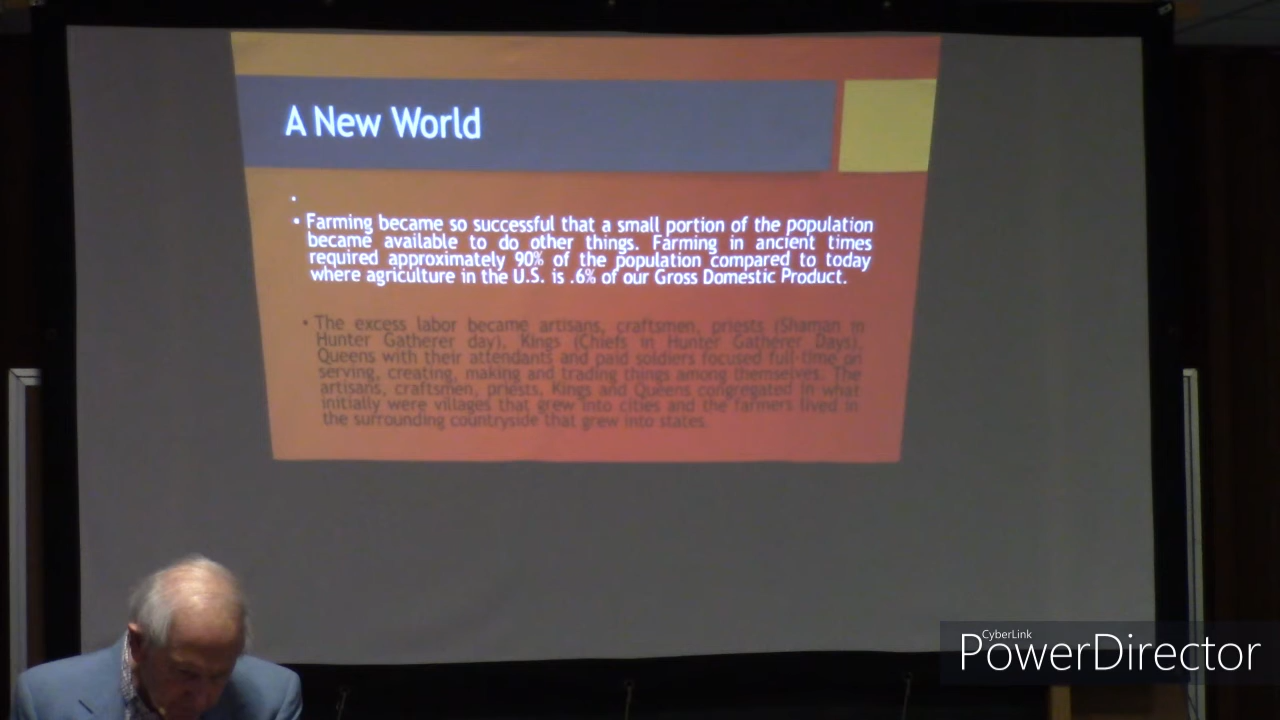 A New World
•
• Farming became so successful that a small portion of the population
became available to do other things. Farming in ancient times
required approximately 90% of the population compared to today
where agriculture in the U.S. is .6% of our Gross Domestic Product.
• The excess labor became artisans, craftsmen, priests (Shaman in
Hunter Gatherer day), Kings (Chiefs in Hunter Gatherer Days),
Queens with their attendants and paid soldiers focused full-time on
serving, creating, making and trading things among themselves. The
artisans, craftsmen, priests, Kings and Queens congregated in what
initially were villages that grew into cities and the farmers lived in
the surrounding countryside that grew into states.
CyberLink
PowerDirector